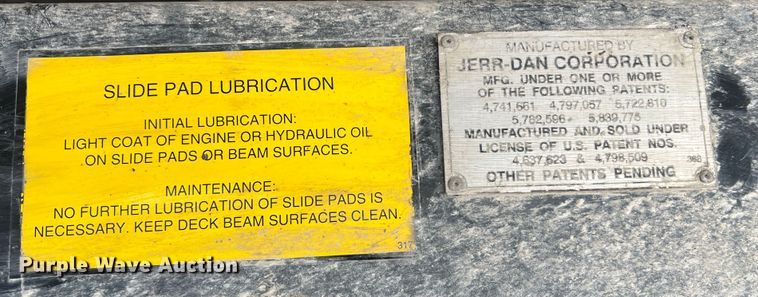 SLIDE PAD LUBRICATION
INITIAL LUBRICATION:
LIGHT COAT OF ENGINE OR HYDRAULIC OIL
ON SLIDE PADS OR BEAM SURFACES.
MAINTENANCE:
NO FURTHER LUBRICATION OF SLIDE PADS IS
NECESSARY. KEEP DECK BEAM SURFACES CLEAN.
317
MANUFACTURED BY
JERR-DAN CORPORATION
MFG. UNDER ONE OR MORE
OF THE FOLLOWING PATENTS:
4,741,661 4,797,057 5,722,810
5,782,596 5,839,775
MANUFACTURED AND SOLD UNDER
LICENSE OF U.S. PATENT NOS.
4,637,623 & 4,798,509
368
OTHER PATENTS PENDING
Purple Wave Auction